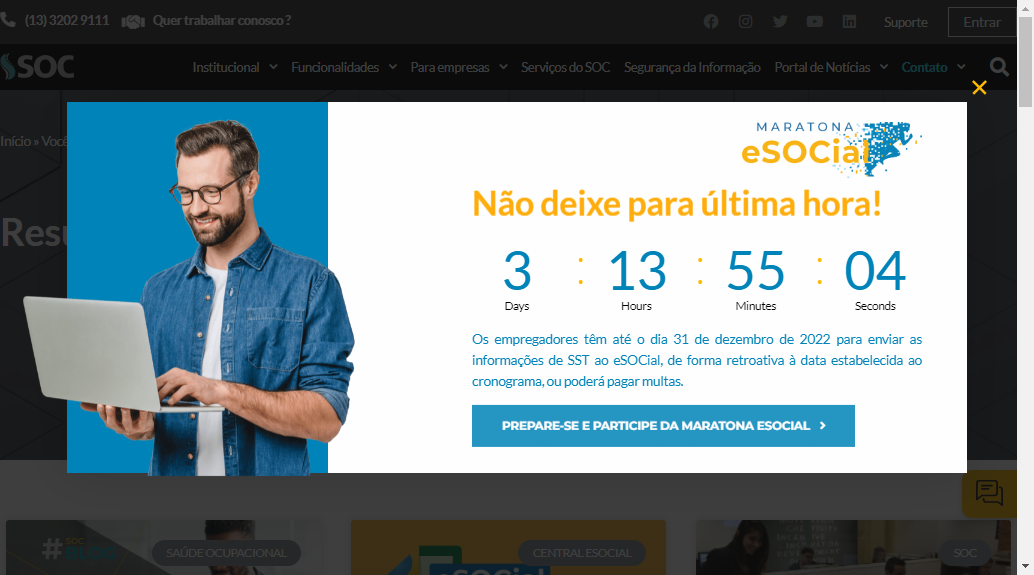 (13) 3202 9111 Quer trabalhar conosco ? Suporte Entrar
SOC Institucional Funcionalidades Para empresas Serviços do SOC Segurança da Informação Portal de Notícias Contato
Início » Você
Resu
MARATONA
eSOCial
Não deixe para última hora!
3 : 13 : 55 : 04
Days Hours Minutes Seconds
Os empregadores têm até o dia 31 de dezembro de 2022 para enviar as
informações de SST ao eSOCial, de forma retroativa à data estabelecida ao
cronograma, ou poderá pagar multas.
PREPARE-SE E PARTICIPE DA MARATONA ESOCIAL
# SOC BLOG SAÚDE OCUPACIONAL CENTRAL ESOCIAL SOC
eSOCial